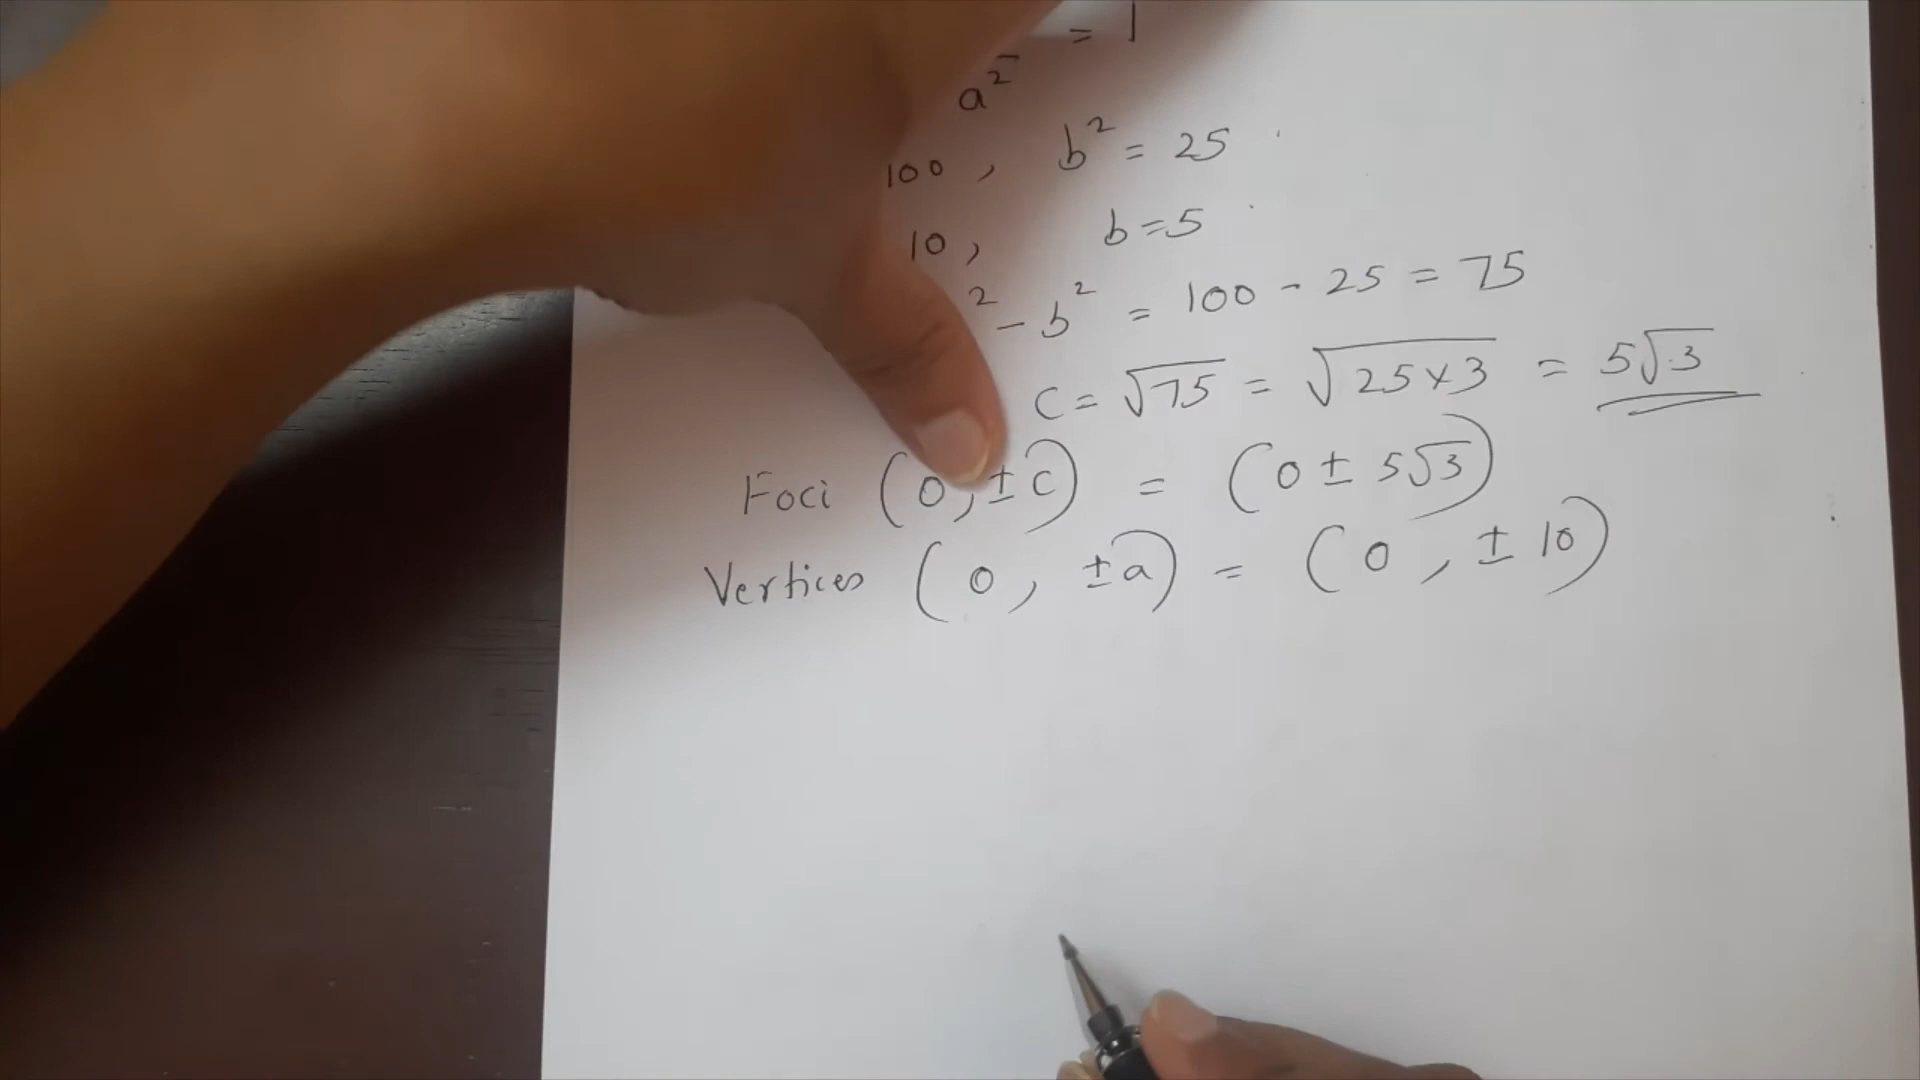 = 1
a²
100 , b² = 25
10 , b = 5
² - b² = 100 - 25 = 75
c = √75 = √25×3 = 5√3
Foci (0, ±c) = (0 ± 5√3)
Vertices (0, ±a) = (0, ±10)